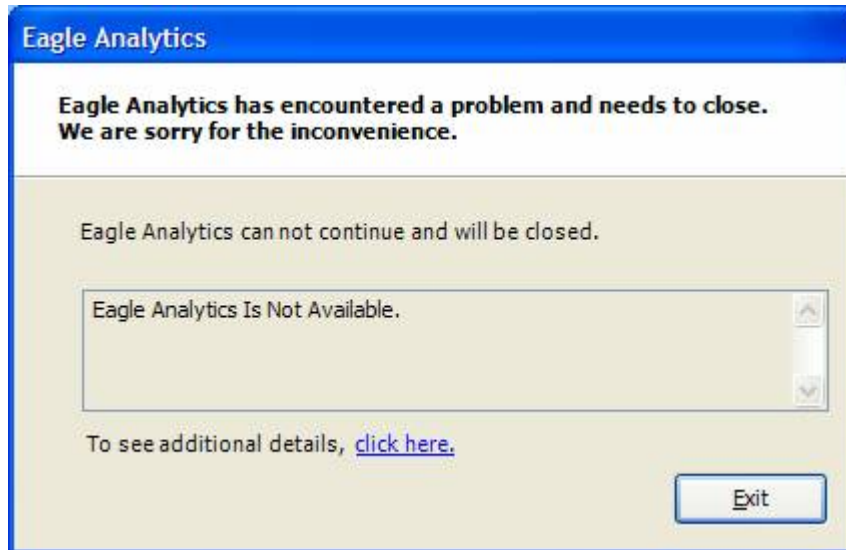 Eagle Analytics
Eagle Analytics has encountered a problem and needs to close.
We are sorry for the inconvenience.
Eagle Analytics can not continue and will be closed.
Eagle Analytics Is Not Available.
To see additional details, click here.
Exit